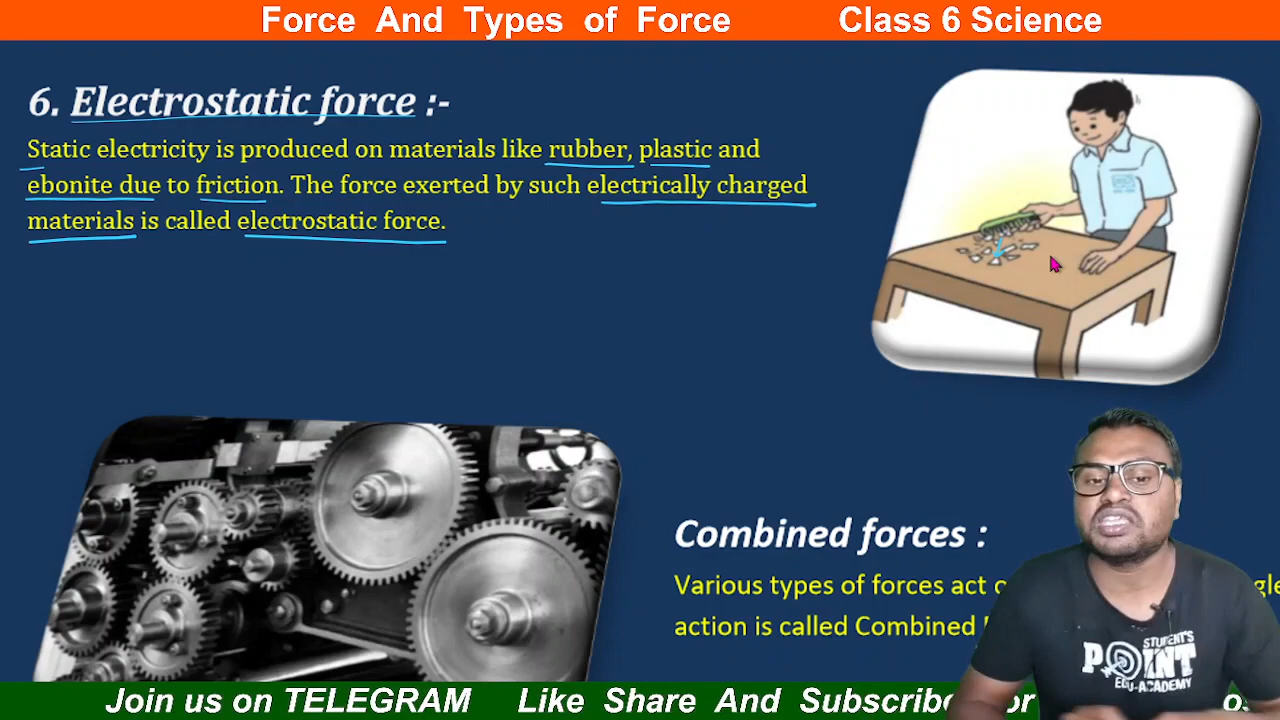 Force And Types of Force Class 6 Science
6. Electrostatic force :-
Static electricity is produced on materials like rubber, plastic and
ebonite due to friction. The force exerted by such electrically charged
materials is called electrostatic force.
Combined forces :
Various types of forces act
action is called Combined
STUDENT'S
POINT
EDU-ACADEMY
Join us on TELEGRAM Like Share And Subscribe